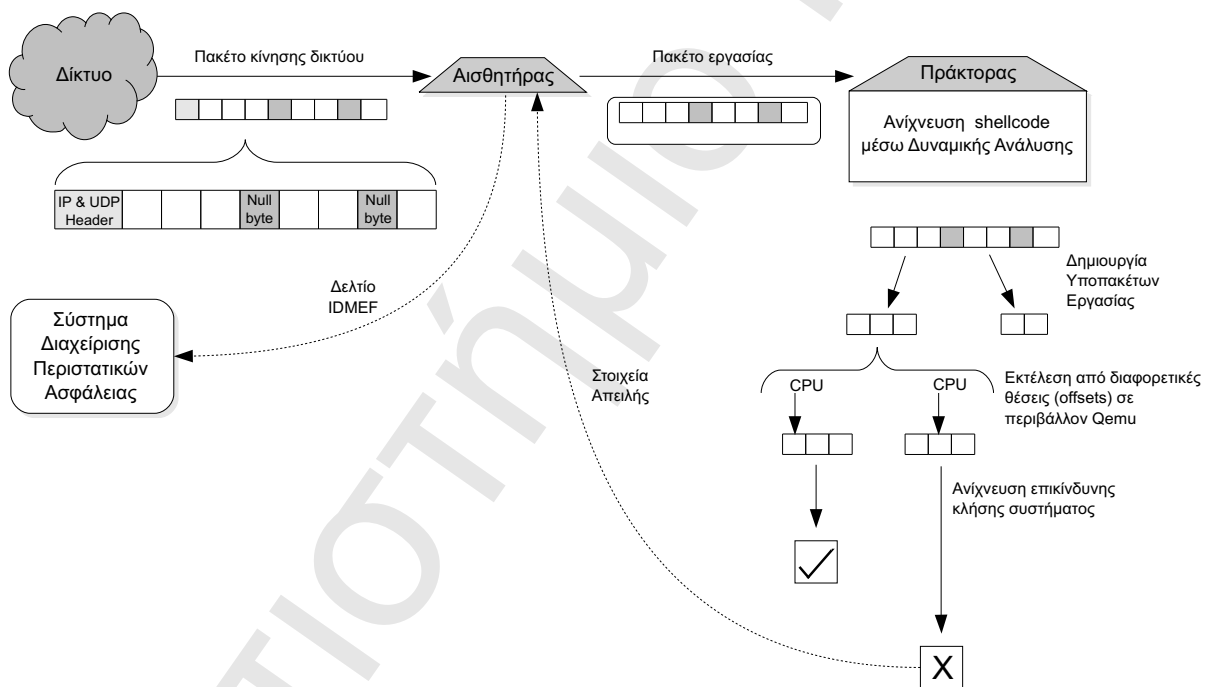 Δίκτυο
Πακέτο κίνησης δικτύου
Αισθητήρας
Πακέτο εργασίας
Πράκτορας
Ανίχνευση shellcode
μέσω Δυναμικής Ανάλυσης
IP & UDP
Header
Null
byte
Null
byte
Δημιουργία
Υποπακέτων
Εργασίας
Δελτίο
IDMEF
Σύστημα
Διαχείρισης
Περιστατικών
Ασφάλειας
Στοιχεία
Απειλής
CPU
CPU
Εκτέλεση από διαφορετικές
θέσεις (offsets) σε
περιβάλλον Qemu
Ανίχνευση επικίνδυνης
κλήσης συστήματος
X